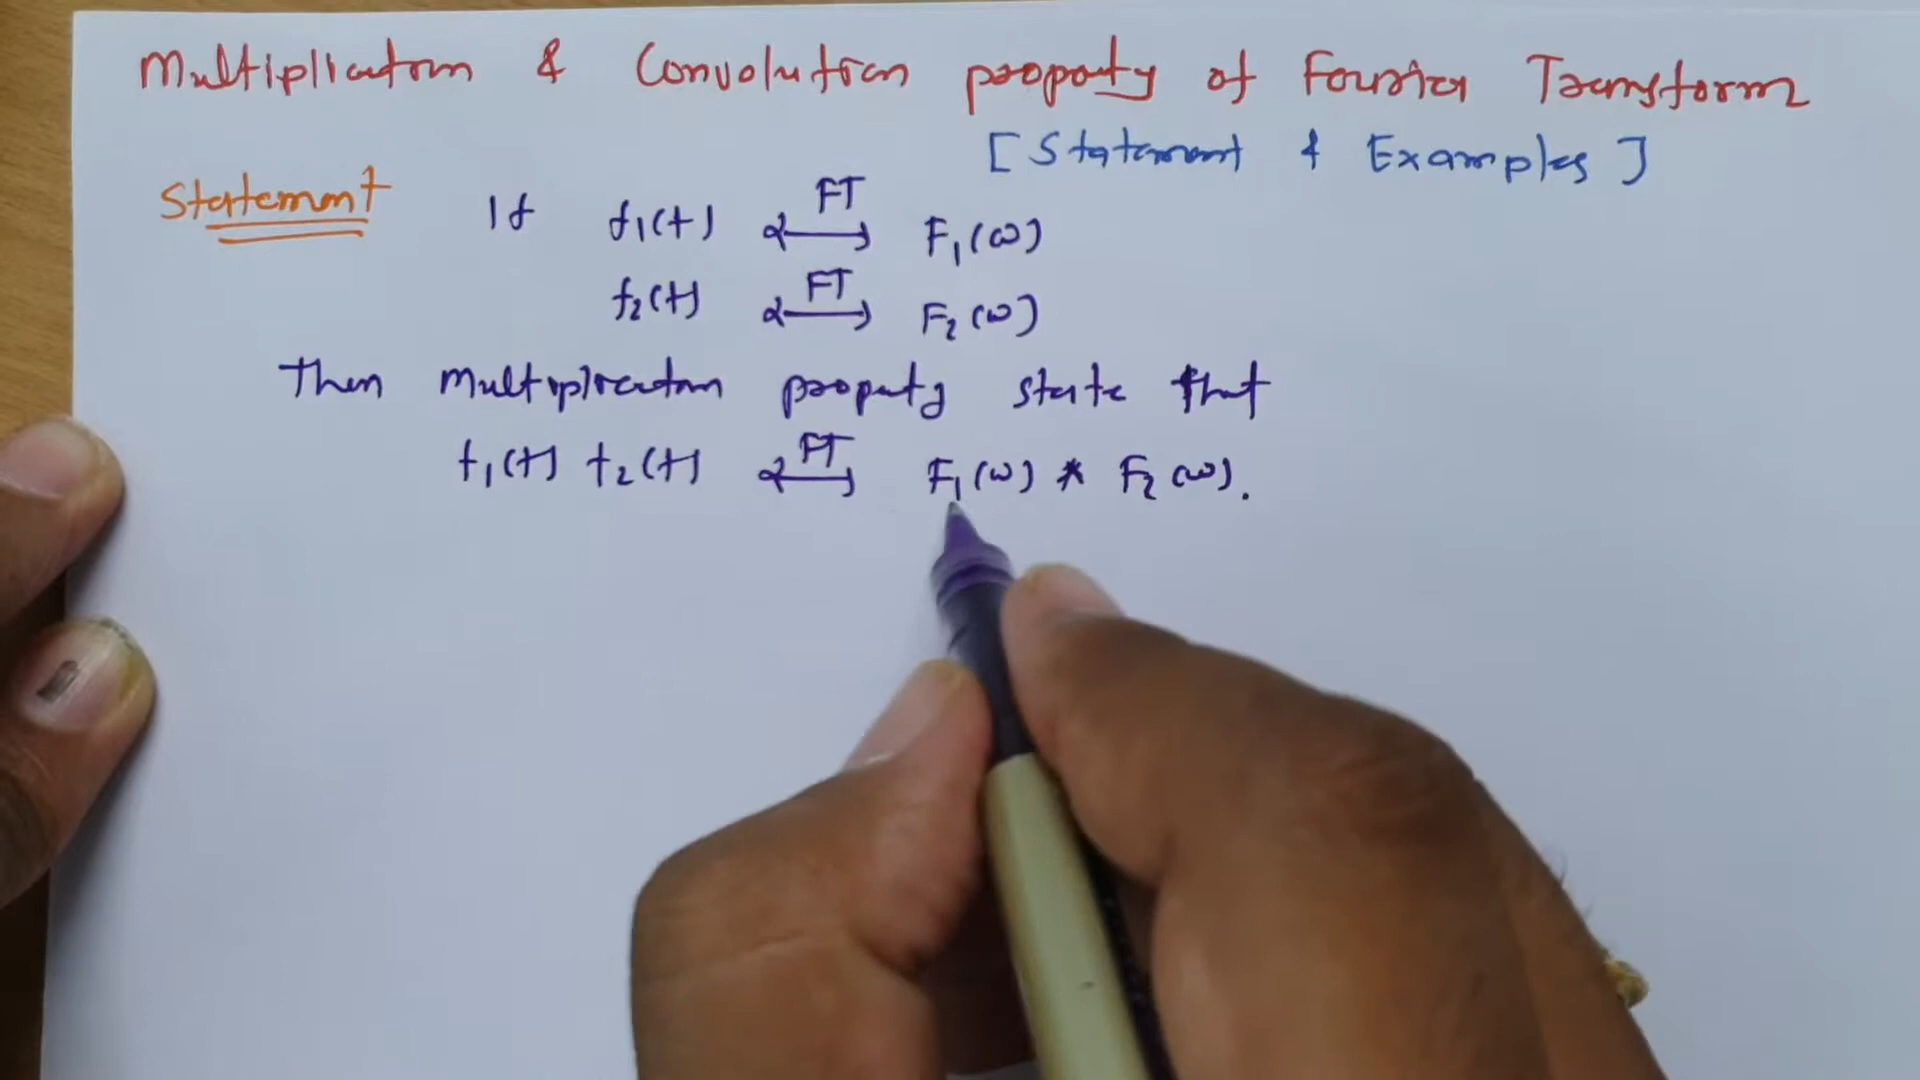 Multiplication & Convolution property of Fourier Transform
[Statement & Examples]
Statement If f₁(t) ←FT→ F₁(ω)
f₂(t) ←FT→ F₂(ω)
Then multiplication property state that
f₁(t) f₂(t) ←FT→ F₁(ω) * F₂(ω).